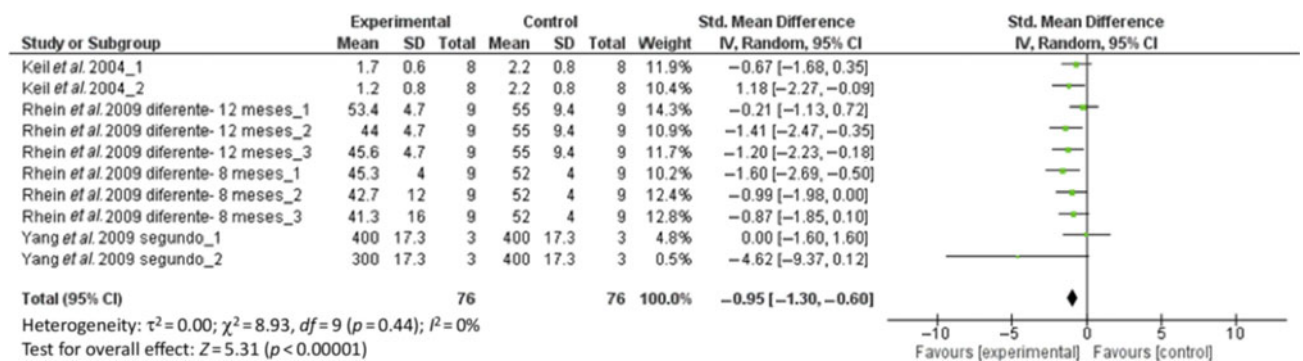 Experimental Control Std. Mean Difference Std. Mean Difference
Study or Subgroup Mean SD Total Mean SD Total Weight IV, Random, 95% CI IV, Random, 95% CI
Keil et al. 2004_1 1.7 0.6 8 2.2 0.8 8 11.9% −0.67 [−1.68, 0.35]
Keil et al. 2004_2 1.2 0.8 8 2.2 0.8 8 10.4% 1.18 [−2.27, −0.09]
Rhein et al. 2009 diferente- 12 meses_1 53.4 4.7 9 55 9.4 9 14.3% −0.21 [−1.13, 0.72]
Rhein et al. 2009 diferente- 12 meses_2 44 4.7 9 55 9.4 9 10.9% −1.41 [−2.47, −0.35]
Rhein et al. 2009 diferente- 12 meses_3 45.6 4.7 9 55 9.4 9 11.7% −1.20 [−2.23, −0.18]
Rhein et al. 2009 diferente- 8 meses_1 45.3 4 9 52 4 9 10.2% −1.60 [−2.69, −0.50]
Rhein et al. 2009 diferente- 8 meses_2 42.7 12 9 52 4 9 12.4% −0.99 [−1.98, 0.00]
Rhein et al. 2009 diferente- 8 meses_3 41.3 16 9 52 4 9 12.8% −0.87 [−1.85, 0.10]
Yang et al. 2009 segundo_1 400 17.3 3 400 17.3 3 4.8% 0.00 [−1.60, 1.60]
Yang et al. 2009 segundo_2 300 17.3 3 400 17.3 3 0.5% −4.62 [−9.37, 0.12]
Total (95% CI) 76 76 100.0% −0.95 [−1.30, −0.60]
Heterogeneity: τ² = 0.00; χ² = 8.93, df = 9 (p = 0.44); I² = 0%
Test for overall effect: Z = 5.31 (p < 0.00001)
−10 −5 0 5 10
Favours [experimental] Favours [control]